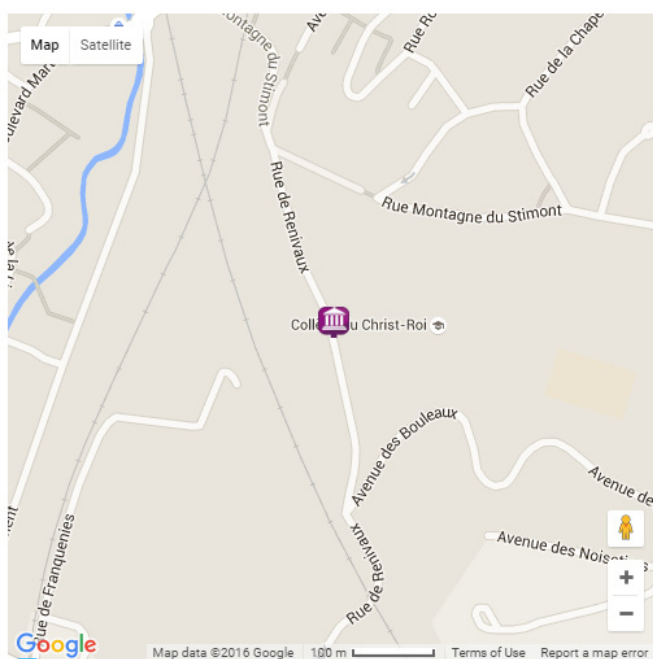 Map Satellite
Montagne du Stimont
Rue de la Chape
Rue de Renivaux
Rue Montagne du Stimont
Collè u Christ-Roi
Avenue des Bouleaux
Avenue de
Avenue des Noise
Rue de Franquenies
Rue de Renivaux
+
−
Google
Map data ©2016 Google 100 m Terms of Use Report a map error